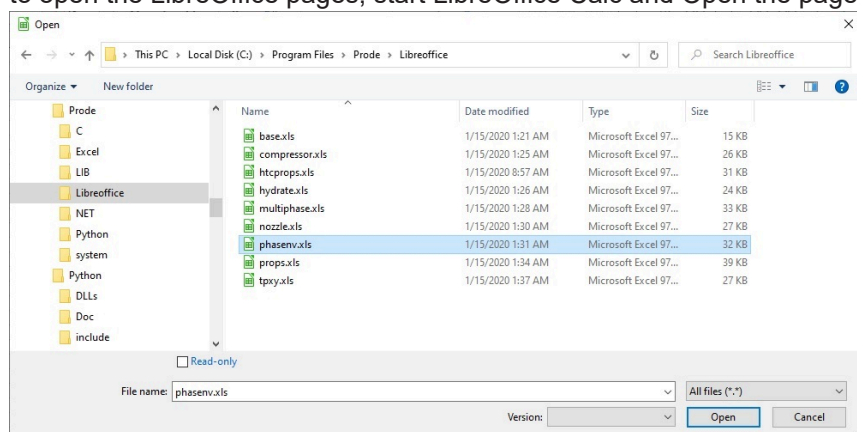 to open the LibreOffice pages, start LibreOffice Calc and Open the page
Open
This PC > Local Disk (C:) > Program Files > Prode > Libreoffice
Search Libreoffice
Organize
New folder
Prode
C
Excel
LIB
Libreoffice
NET
Python
system
Python
DLLs
Doc
include
Name Date modified Type Size
base.xls 1/15/2020 1:21 AM Microsoft Excel 97... 15 KB
compressor.xls 1/15/2020 1:25 AM Microsoft Excel 97... 26 KB
htcprops.xls 1/15/2020 8:57 AM Microsoft Excel 97... 31 KB
hydrate.xls 1/15/2020 1:26 AM Microsoft Excel 97... 24 KB
multiphase.xls 1/15/2020 1:28 AM Microsoft Excel 97... 33 KB
nozzle.xls 1/15/2020 1:30 AM Microsoft Excel 97... 27 KB
phasenv.xls 1/15/2020 1:31 AM Microsoft Excel 97... 32 KB
props.xls 1/15/2020 1:34 AM Microsoft Excel 97... 39 KB
tpxy.xls 1/15/2020 1:37 AM Microsoft Excel 97... 27 KB
Read-only
File name: phasenv.xls
All files (*.*)
Version:
Open
Cancel